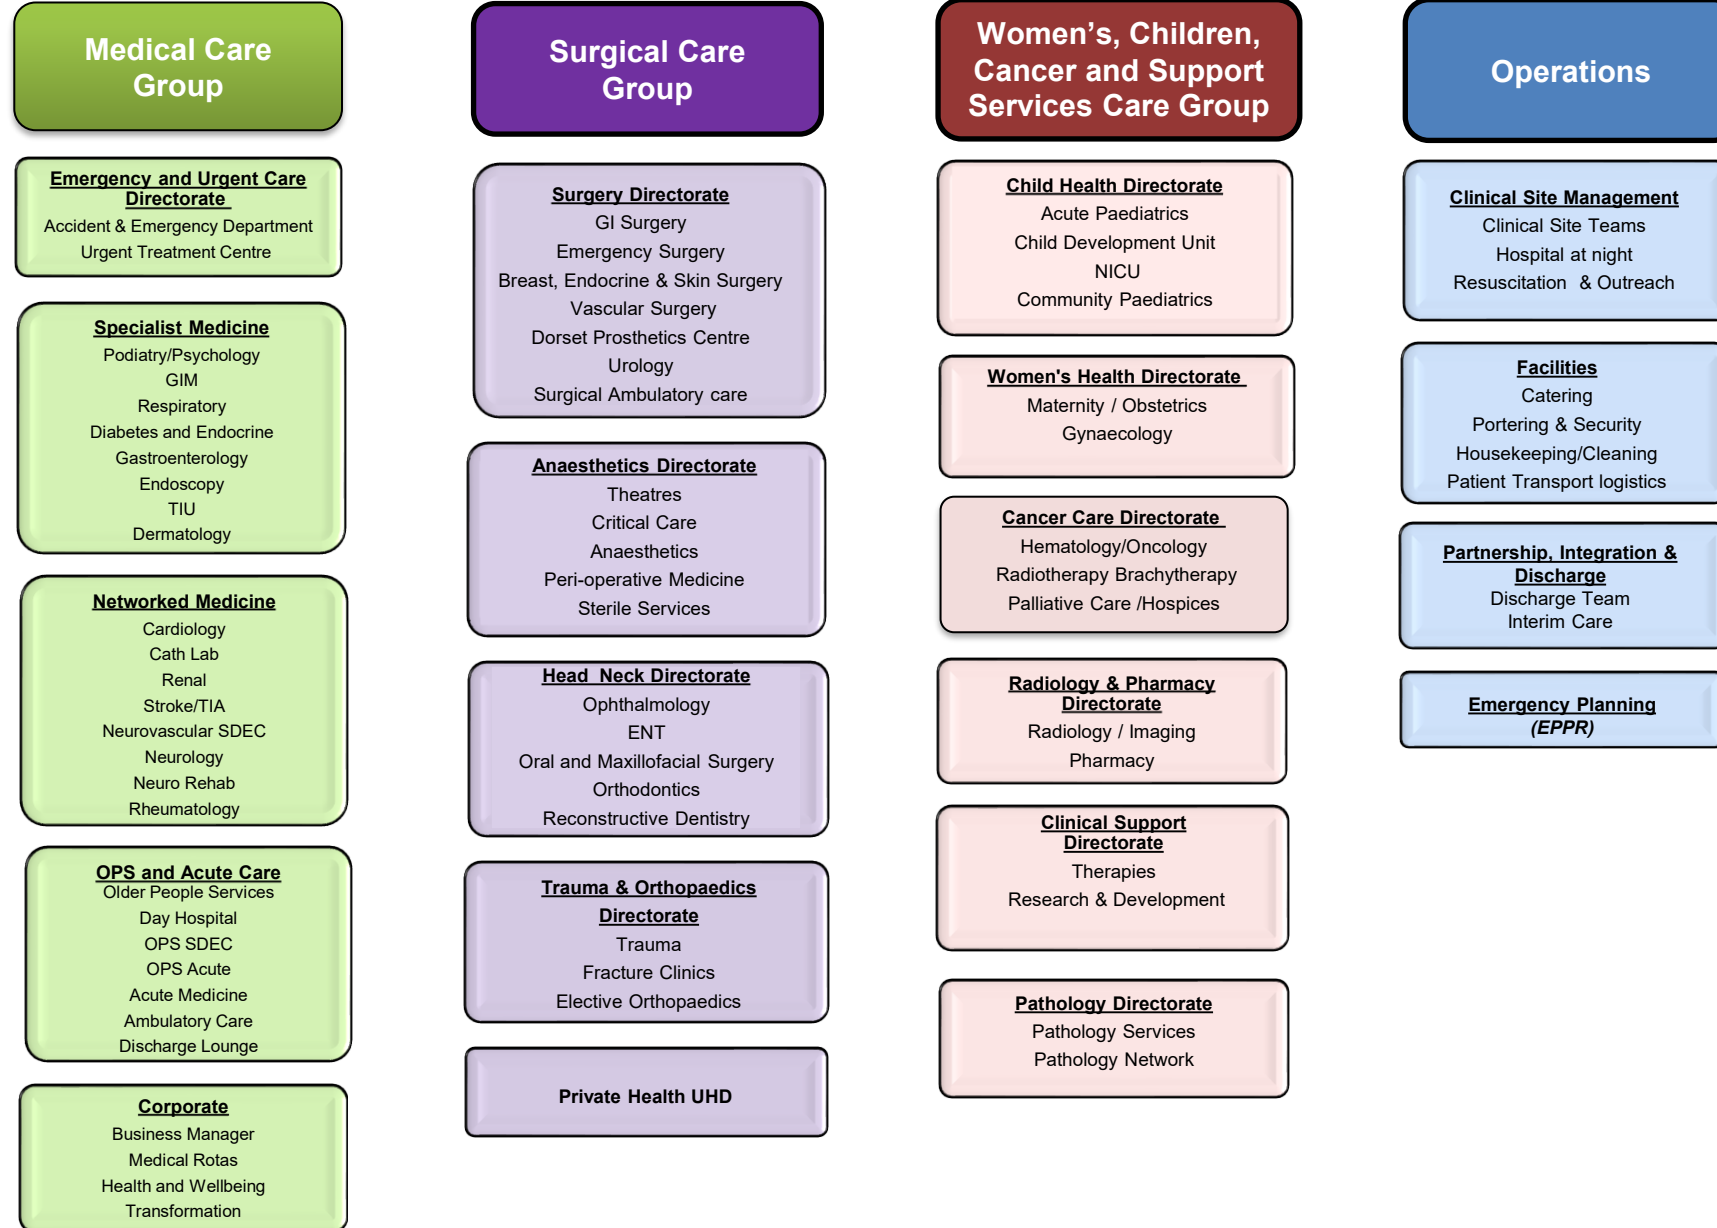 Medical Care
Group
Emergency and Urgent Care
Directorate
Accident & Emergency Department
Urgent Treatment Centre
Specialist Medicine
Podiatry/Psychology
GIM
Respiratory
Diabetes and Endocrine
Gastroenterology
Endoscopy
TIU
Dermatology
Networked Medicine
Cardiology
Cath Lab
Renal
Stroke/TIA
Neurovascular SDEC
Neurology
Neuro Rehab
Rheumatology
OPS and Acute Care
Older People Services
Day Hospital
OPS SDEC
OPS Acute
Acute Medicine
Ambulatory Care
Discharge Lounge
Corporate
Business Manager
Medical Rotas
Health and Wellbeing
Transformation
Surgical Care
Group
Surgery Directorate
GI Surgery
Emergency Surgery
Breast, Endocrine & Skin Surgery
Vascular Surgery
Dorset Prosthetics Centre
Urology
Surgical Ambulatory care
Anaesthetics Directorate
Theatres
Critical Care
Anaesthetics
Peri-operative Medicine
Sterile Services
Head Neck Directorate
Ophthalmology
ENT
Oral and Maxillofacial Surgery
Orthodontics
Reconstructive Dentistry
Trauma & Orthopaedics
Directorate
Trauma
Fracture Clinics
Elective Orthopaedics
Private Health UHD
Women’s, Children,
Cancer and Support
Services Care Group
Child Health Directorate
Acute Paediatrics
Child Development Unit
NICU
Community Paediatrics
Women's Health Directorate
Maternity / Obstetrics
Gynaecology
Cancer Care Directorate
Hematology/Oncology
Radiotherapy Brachytherapy
Palliative Care /Hospices
Radiology & Pharmacy
Directorate
Radiology / Imaging
Pharmacy
Clinical Support
Directorate
Therapies
Research & Development
Pathology Directorate
Pathology Services
Pathology Network
Operations
Clinical Site Management
Clinical Site Teams
Hospital at night
Resuscitation & Outreach
Facilities
Catering
Portering & Security
Housekeeping/Cleaning
Patient Transport logistics
Partnership, Integration &
Discharge
Discharge Team
Interim Care
Emergency Planning
(EPPR)